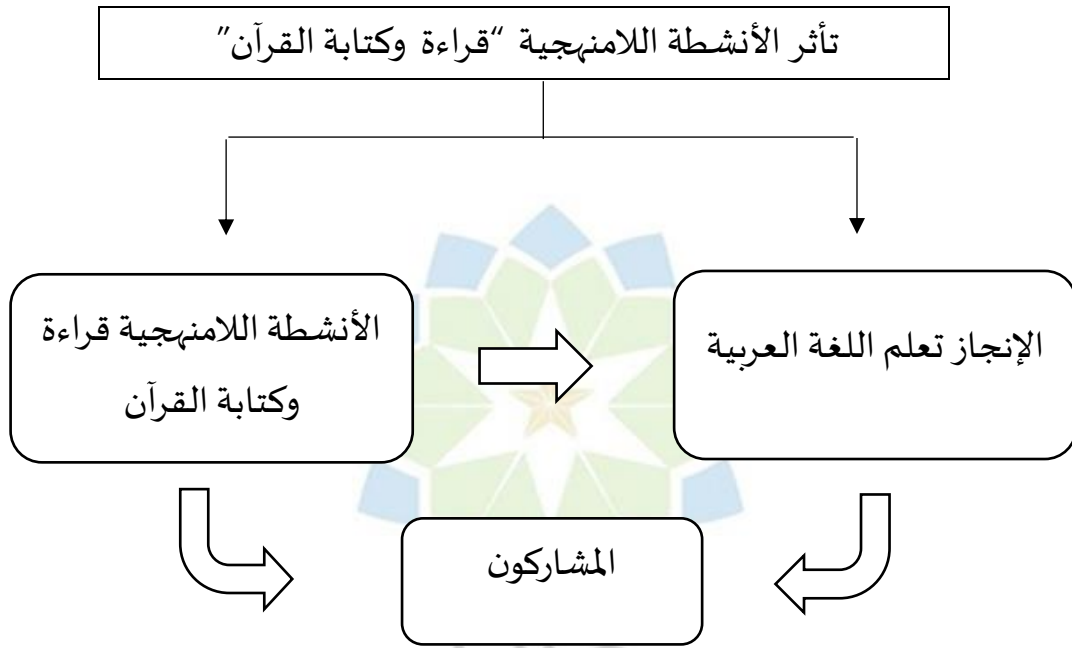 تأثر الأنشطة اللامنهجية “قراءة وكتابة القرآن”
الإنجاز تعلم اللغة العربية
الأنشطة اللامنهجية قراءة
وكتابة القرآن
المشاركون